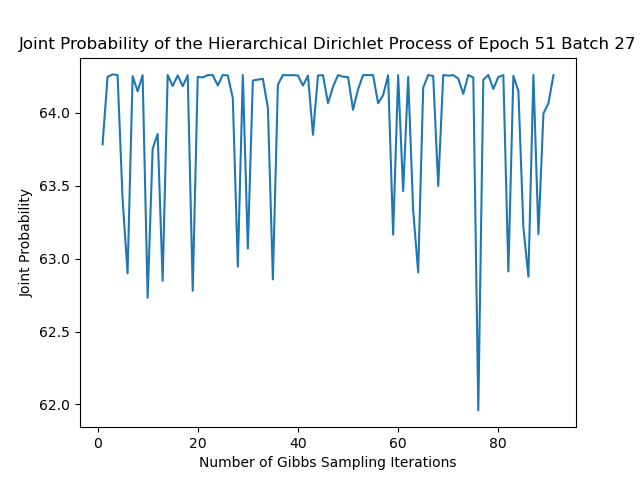 Joint Probability of the Hierarchical Dirichlet Process of Epoch 51 Batch 27
64.0
63.5
63.0
62.5
62.0
Joint Probability
0 20 40 60 80
Number of Gibbs Sampling Iterations